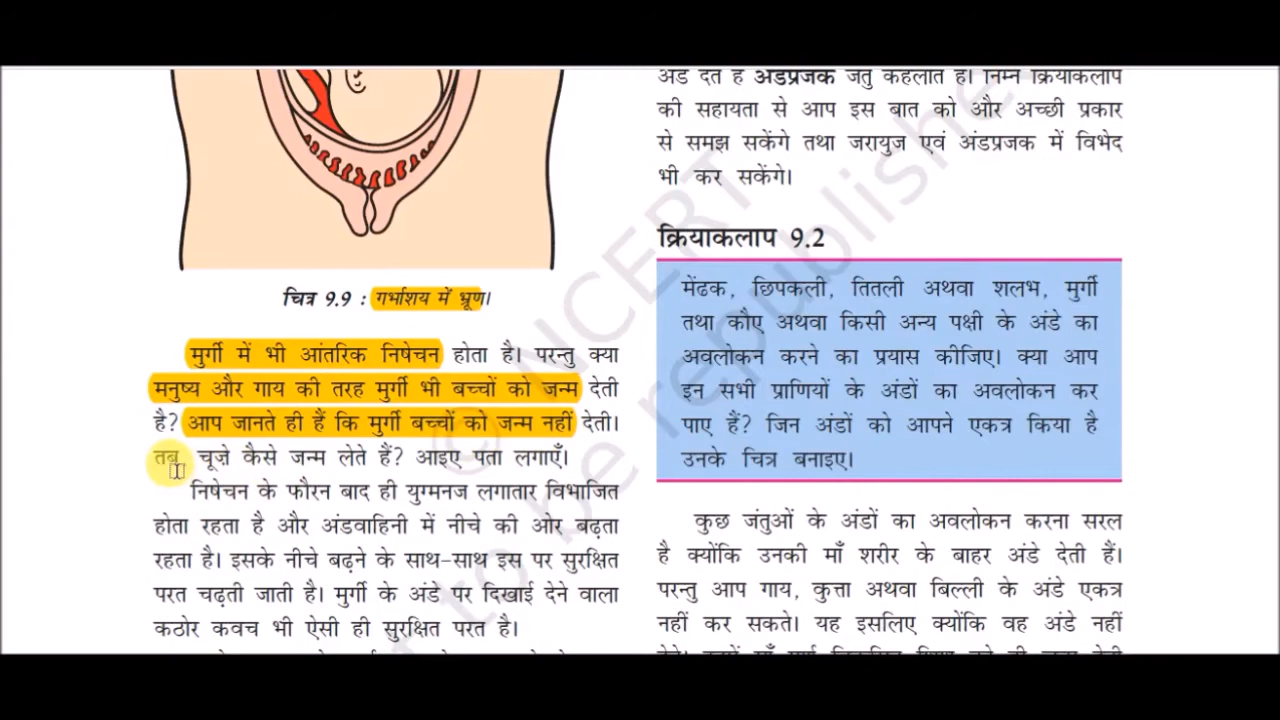 चित्र 9.9 : गर्भाशय में भ्रूण।
मुर्गी में भी आंतरिक निषेचन होता है। परन्तु क्या
मनुष्य और गाय की तरह मुर्गी भी बच्चों को जन्म देती
है? आप जानते ही हैं कि मुर्गी बच्चों को जन्म नहीं देती।
तब चूज़े कैसे जन्म लेते हैं? आइए पता लगाएँ।
निषेचन के फौरन बाद ही युग्मनज लगातार विभाजित
होता रहता है और अंडवाहिनी में नीचे की ओर बढ़ता
रहता है। इसके नीचे बढ़ने के साथ-साथ इस पर सुरक्षित
परत चढ़ती जाती है। मुर्गी के अंडे पर दिखाई देने वाला
कठोर कवच भी ऐसी ही सुरक्षित परत है।
अंडे देते हैं अंडप्रजक जंतु कहलाते हैं। निम्न क्रियाकलाप
की सहायता से आप इस बात को और अच्छी प्रकार
से समझ सकेंगे तथा जरायुज एवं अंडप्रजक में विभेद
भी कर सकेंगे।
क्रियाकलाप 9.2
मेंढक, छिपकली, तितली अथवा शलभ, मुर्गी
तथा कौए अथवा किसी अन्य पक्षी के अंडे का
अवलोकन करने का प्रयास कीजिए। क्या आप
इन सभी प्राणियों के अंडों का अवलोकन कर
पाए हैं? जिन अंडों को आपने एकत्र किया है
उनके चित्र बनाइए।
कुछ जंतुओं के अंडों का अवलोकन करना सरल
है क्योंकि उनकी माँ शरीर के बाहर अंडे देती हैं।
परन्तु आप गाय, कुत्ता अथवा बिल्ली के अंडे एकत्र
नहीं कर सकते। यह इसलिए क्योंकि वह अंडे नहीं
© NCERT
to be republishe